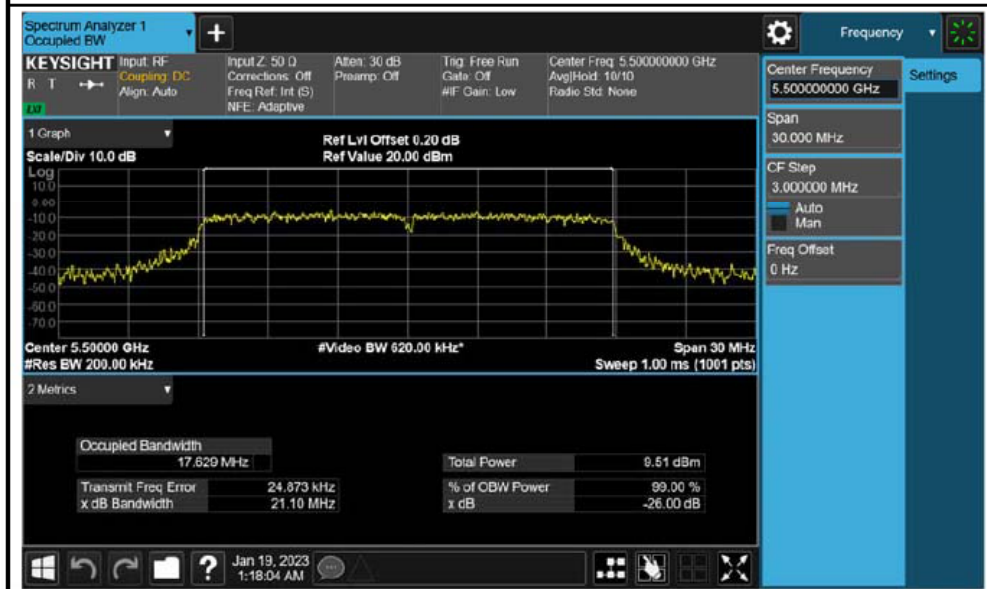 Spectrum Analyzer 1
Occupied BW
+
Frequency
KEYSIGHT
R T
LXI
Input: RF
Coupling: DC
Align: Auto
Input Z: 50 Ω
Corrections: Off
Freq Ref: Int (S)
NFE: Adaptive
Atten: 30 dB
Preamp: Off
Trig: Free Run
Gate: Off
#IF Gain: Low
Center Freq: 5.500000000 GHz
Avg|Hold: 10/10
Radio Std: None
Center Frequency
5.500000000 GHz
Settings
Span
30.000 MHz
CF Step
3.000000 MHz
Auto
Man
Freq Offset
0 Hz
1 Graph
Scale/Div 10.0 dB
Ref Lvl Offset 0.20 dB
Ref Value 20.00 dBm
Log
10.0
0.00
-10.0
-20.0
-30.0
-40.0
-50.0
-60.0
-70.0
Center 5.50000 GHz
#Video BW 620.00 kHz*
Span 30 MHz
#Res BW 200.00 kHz
Sweep 1.00 ms (1001 pts)
2 Metrics
Occupied Bandwidth
17.629 MHz
Total Power 9.51 dBm
Transmit Freq Error 24.873 kHz
% of OBW Power 99.00 %
x dB Bandwidth 21.10 MHz
x dB -26.00 dB
?
Jan 19, 2023
1:18:04 AM